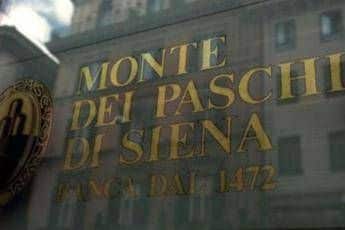 MONTE
DEI PASCHI
DI SIENA
BANCA DAL 1472